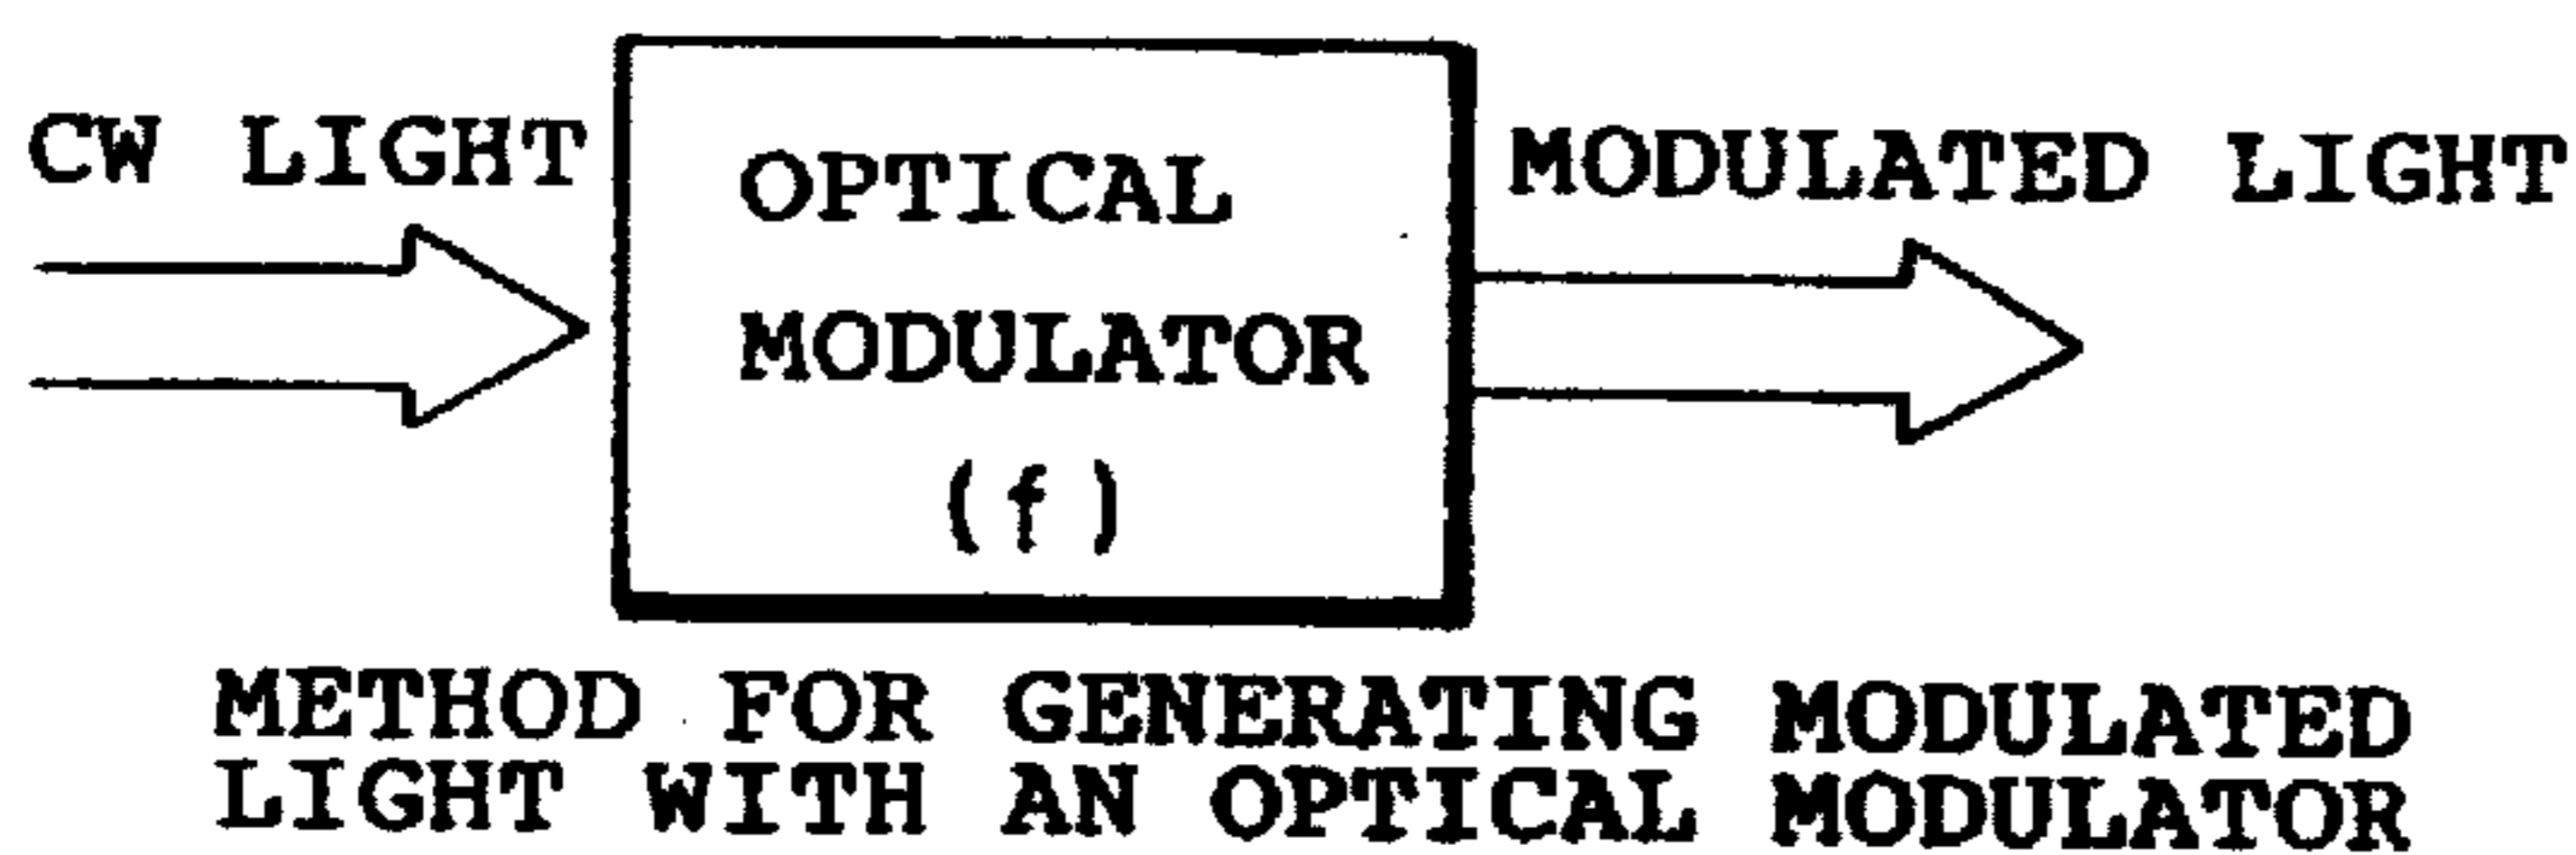 CW LIGHT
OPTICAL
MODULATOR
(f)
MODULATED LIGHT
METHOD FOR GENERATING MODULATED
LIGHT WITH AN OPTICAL MODULATOR